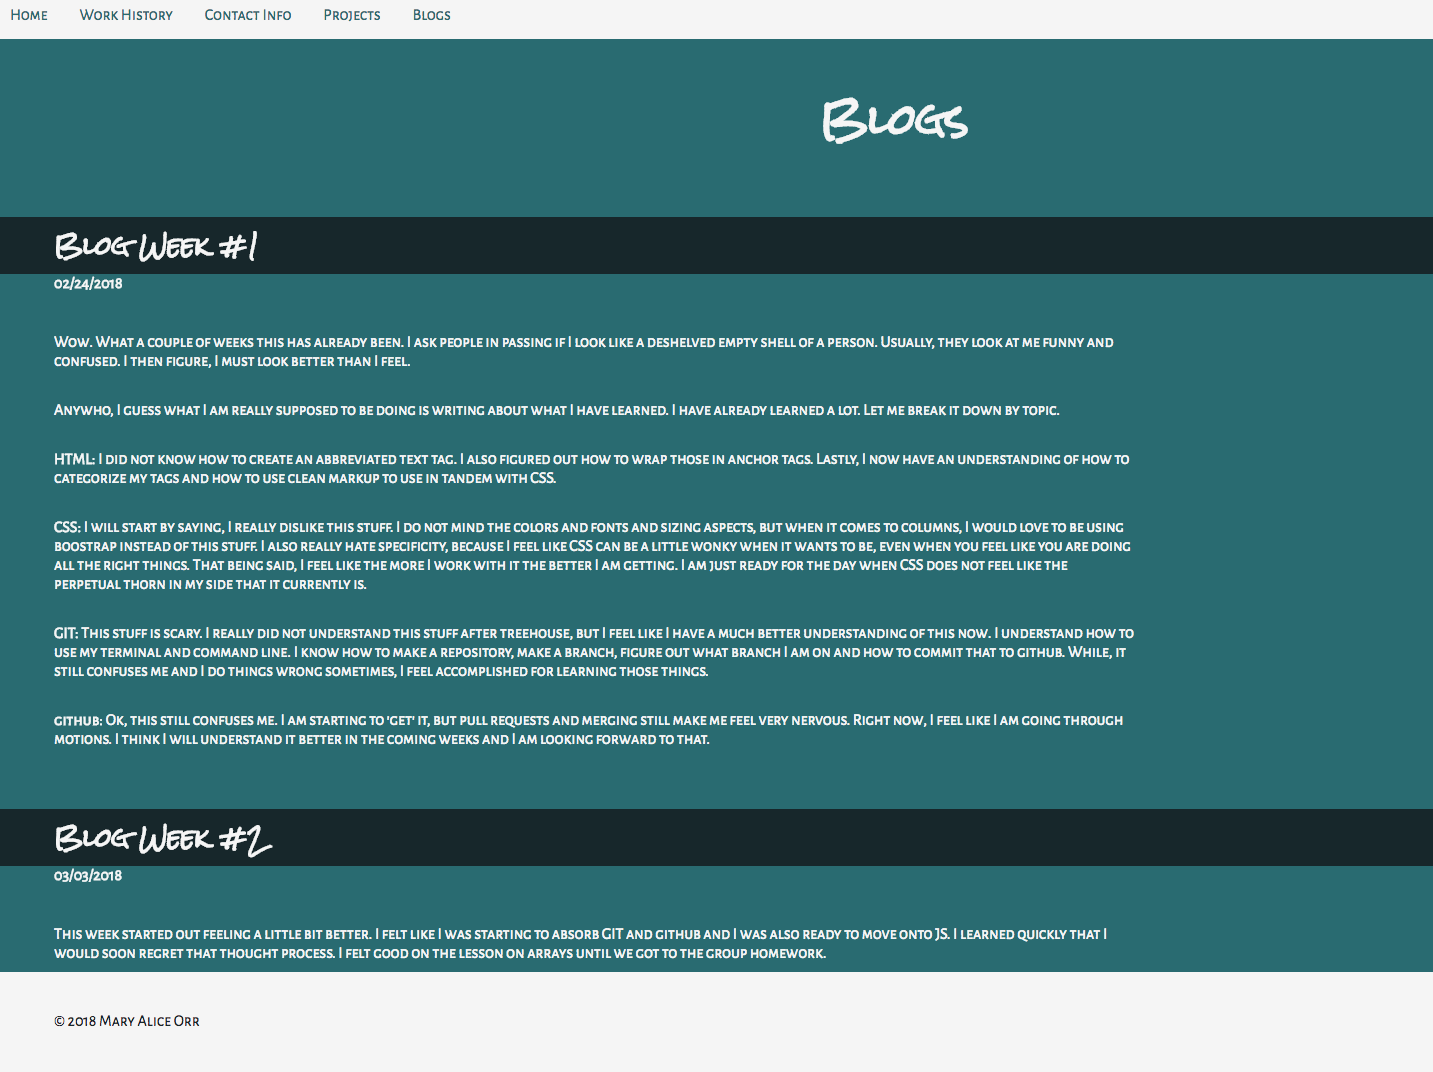 Home Work History Contact Info Projects Blogs
Blogs
Blog Week #1
02/24/2018
Wow. What a couple of weeks this has already been. I ask people in passing if I look like a deshelved empty shell of a person. Usually, they look at me funny and
confused. I then figure, I must look better than I feel.
Anywho, I guess what I am really supposed to be doing is writing about what I have learned. I have already learned a lot. Let me break it down by topic.
HTML: I did not know how to create an abbreviated text tag. I also figured out how to wrap those in anchor tags. Lastly, I now have an understanding of how to
categorize my tags and how to use clean markup to use in tandem with CSS.
CSS: I will start by saying, I really dislike this stuff. I do not mind the colors and fonts and sizing aspects, but when it comes to columns, I would love to be using
boostrap instead of this stuff. I also really hate specificity, because I feel like CSS can be a little wonky when it wants to be, even when you feel like you are doing
all the right things. That being said, I feel like the more I work with it the better I am getting. I am just ready for the day when CSS does not feel like the
perpetual thorn in my side that it currently is.
GIT: This stuff is scary. I really did not understand this stuff after treehouse, but I feel like I have a much better understanding of this now. I understand how to
use my terminal and command line. I know how to make a repository, make a branch, figure out what branch I am on and how to commit that to github. While, it
still confuses me and I do things wrong sometimes, I feel accomplished for learning those things.
github: Ok, this still confuses me. I am starting to 'get' it, but pull requests and merging still make me feel very nervous. Right now, I feel like I am going through
motions. I think I will understand it better in the coming weeks and I am looking forward to that.
Blog Week #2
03/03/2018
This week started out feeling a little bit better. I felt like I was starting to absorb GIT and github and I was also ready to move onto JS. I learned quickly that I
would soon regret that thought process. I felt good on the lesson on arrays until we got to the group homework.
© 2018 Mary Alice Orr